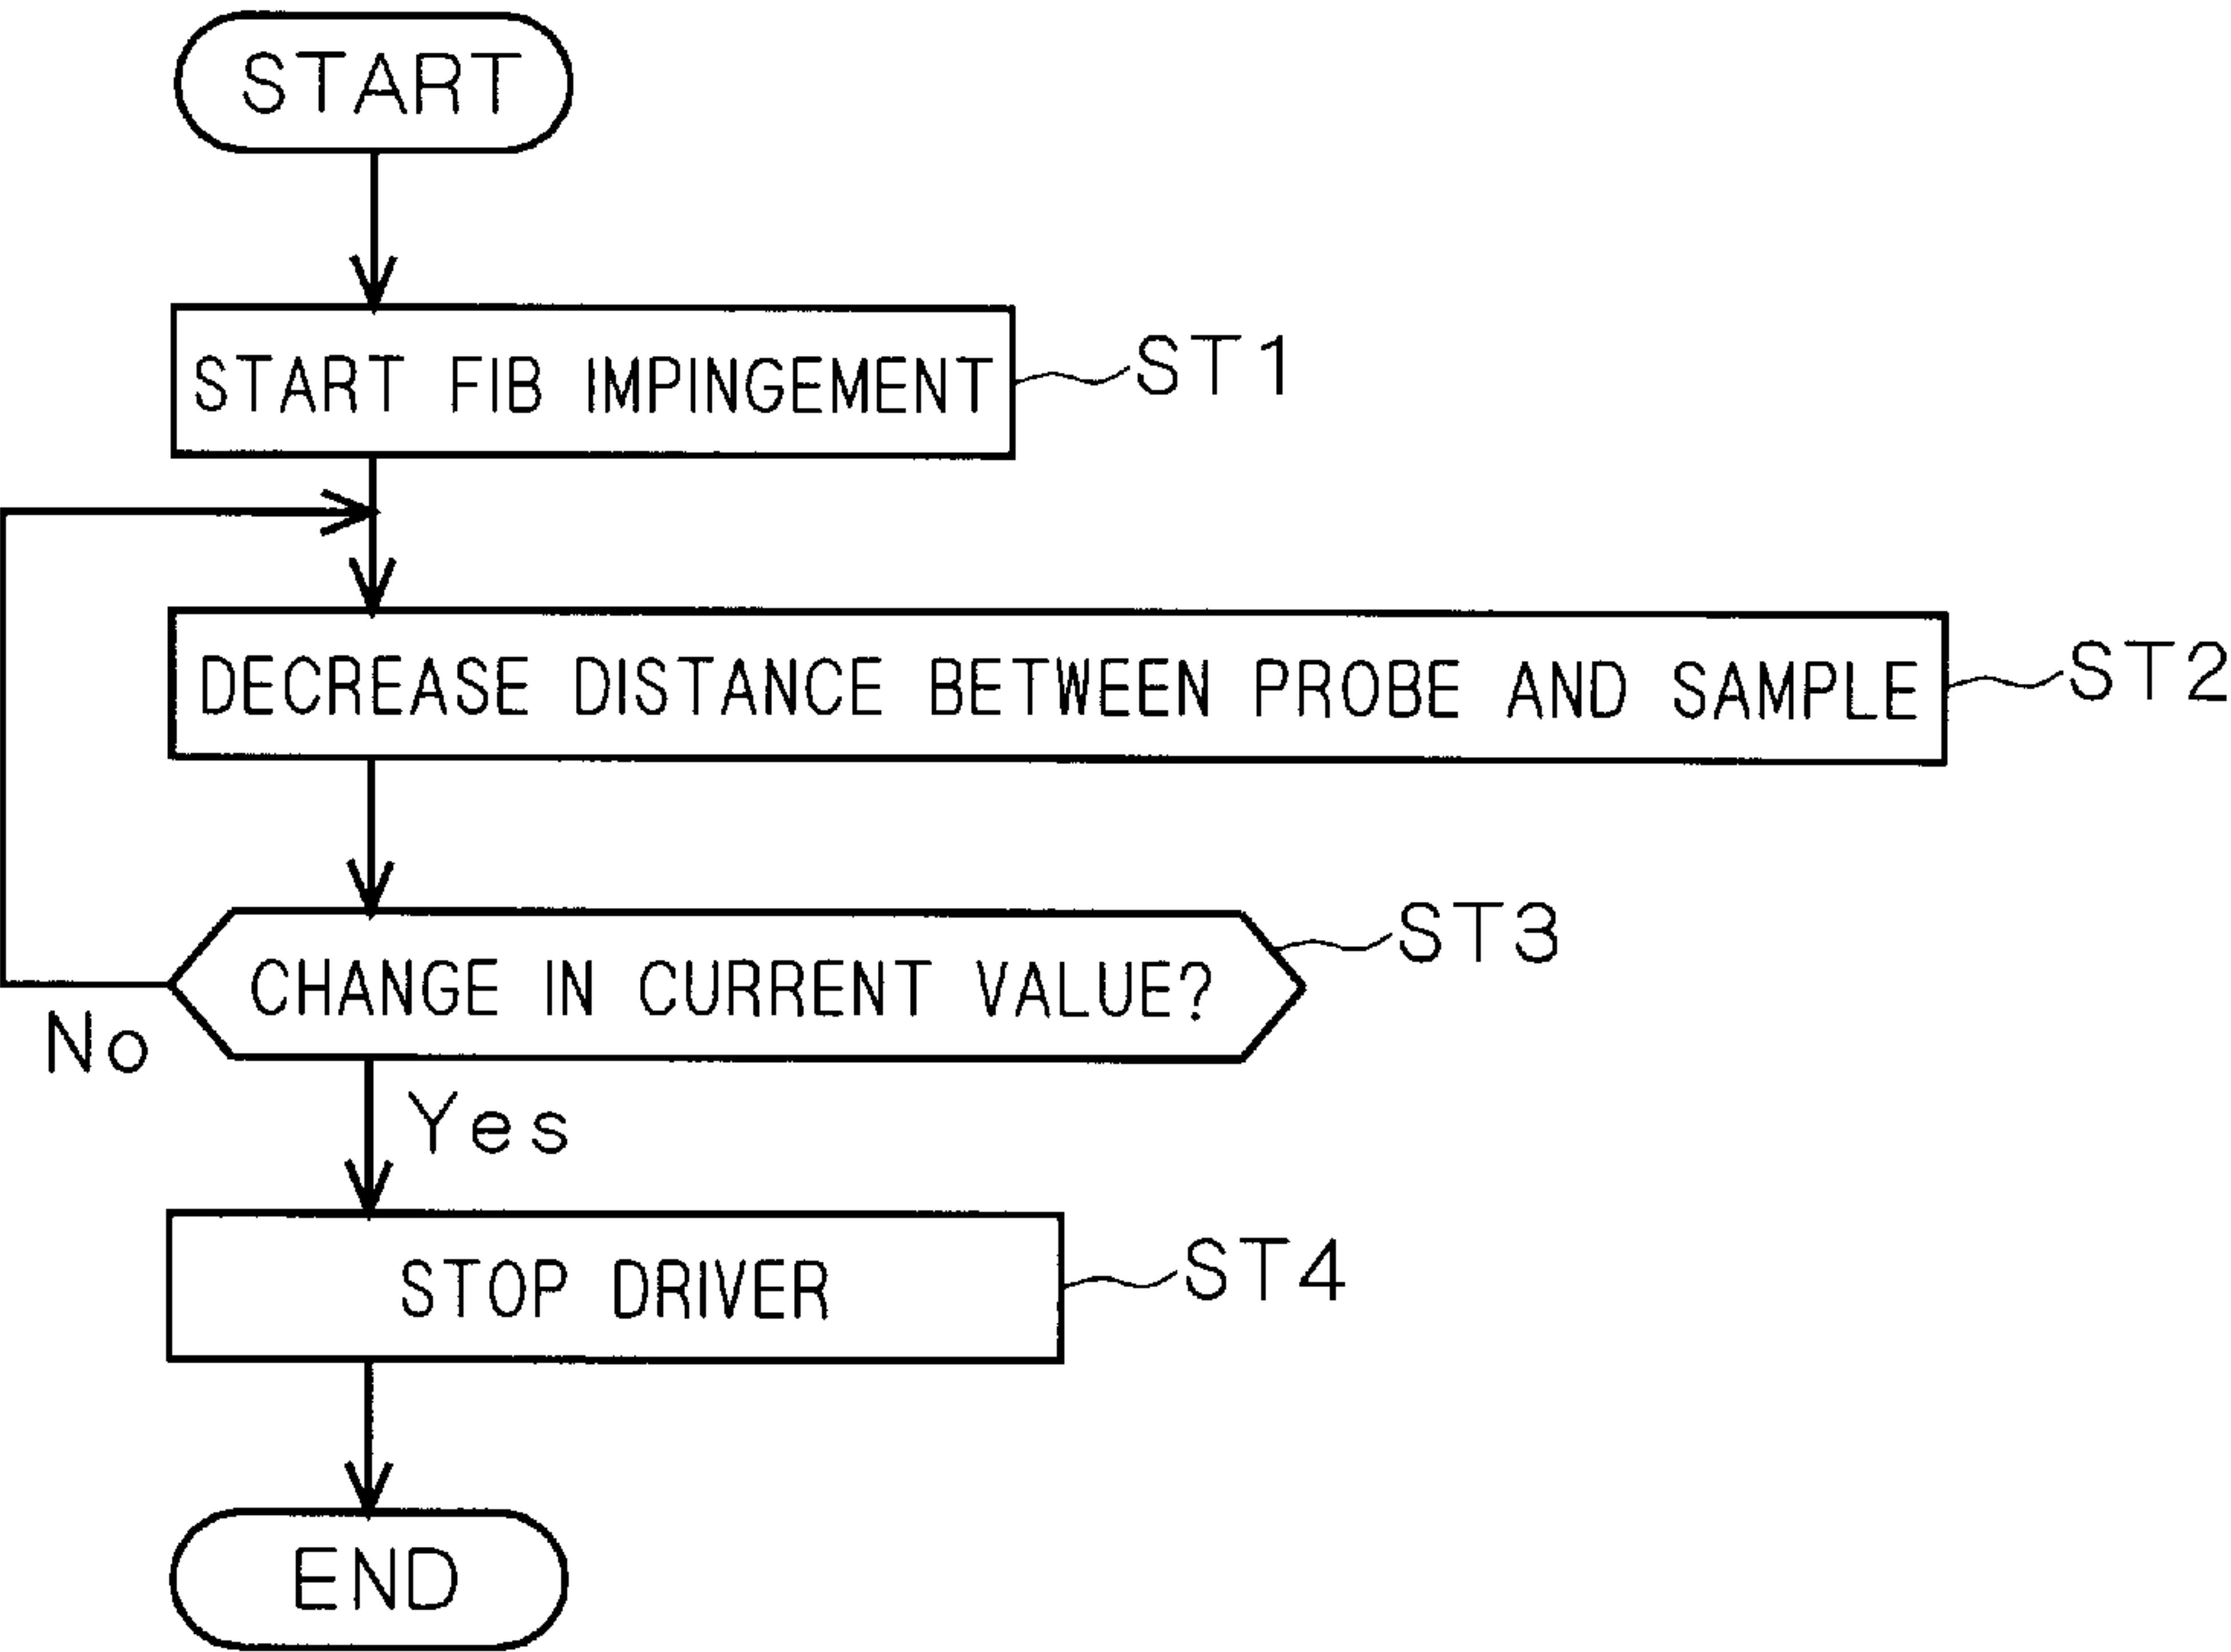 START
START FIB IMPINGEMENT
ST1
DECREASE DISTANCE BETWEEN PROBE AND SAMPLE
ST2
CHANGE IN CURRENT VALUE?
ST3
No
Yes
STOP DRIVER
ST4
END